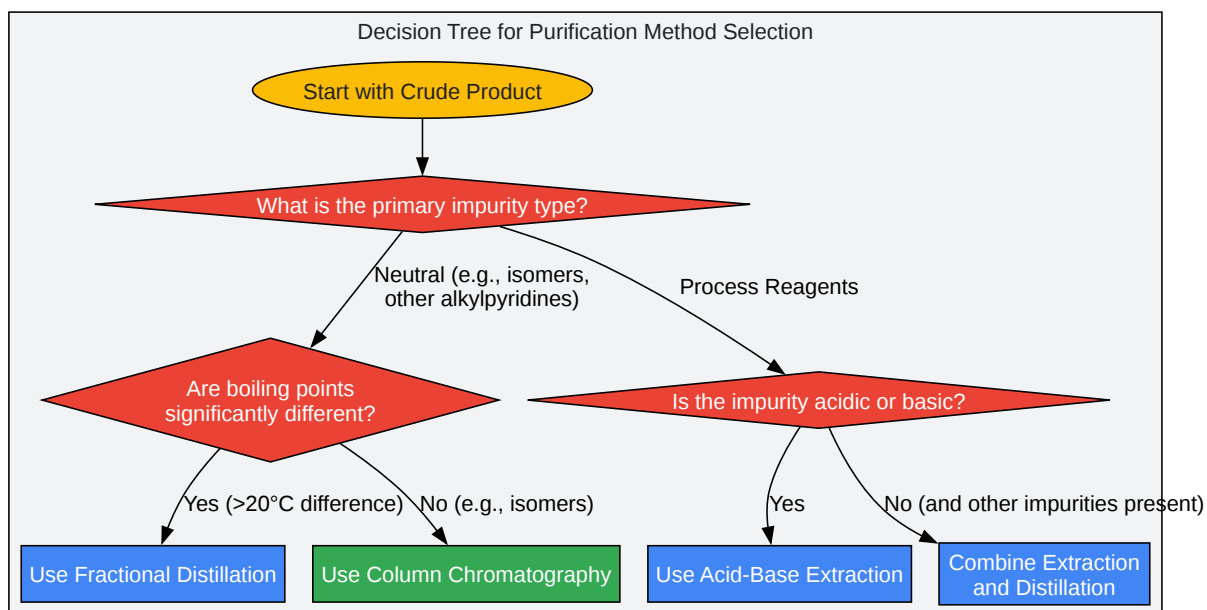 Decision Tree for Purification Method Selection
Start with Crude Product
What is the primary impurity type?
Neutral (e.g., isomers,
other alkylpyridines)
Process Reagents
Are boiling points
significantly different?
Is the impurity acidic or basic?
Yes (>20°C difference)
No (e.g., isomers)
Yes
No (and other impurities present)
Use Fractional Distillation
Use Column Chromatography
Use Acid-Base Extraction
Combine Extraction
and Distillation